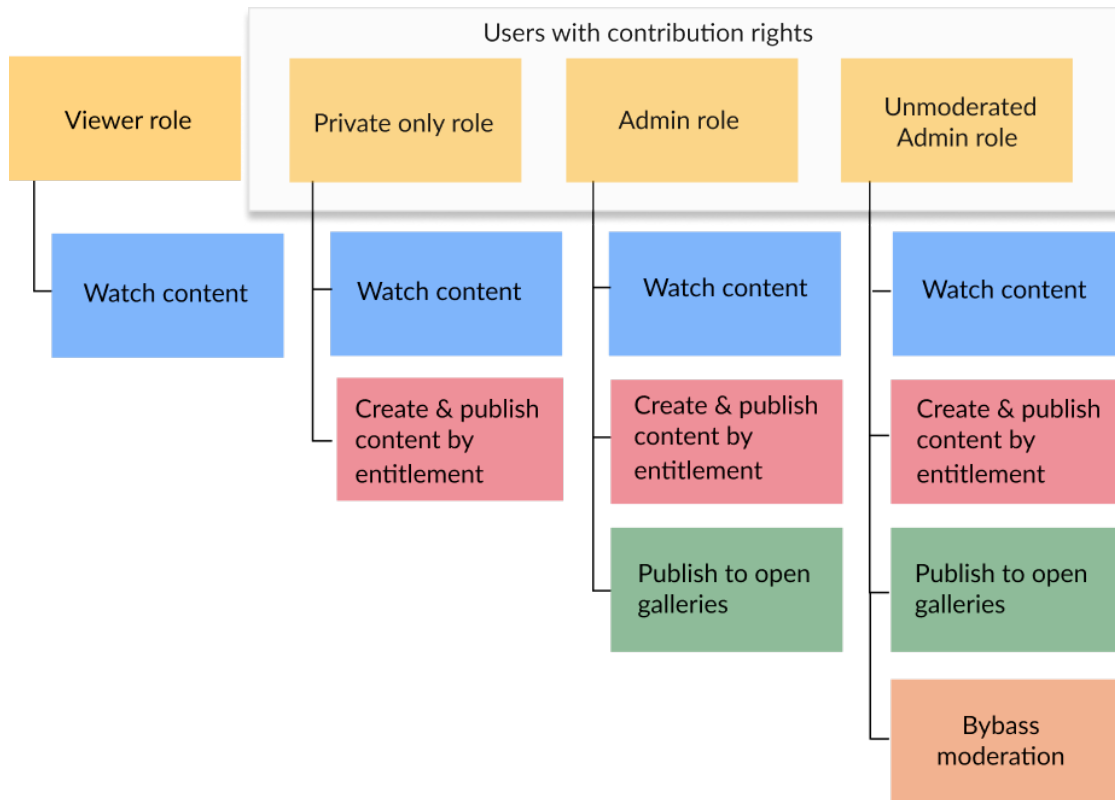 Users with contribution rights
Viewer role
Private only role
Admin role
Unmoderated
Admin role
Watch content
Watch content
Watch content
Watch content
Create & publish
content by
entitlement
Create & publish
content by
entitlement
Create & publish
content by
entitlement
Publish to open
galleries
Publish to open
galleries
Bybass
moderation